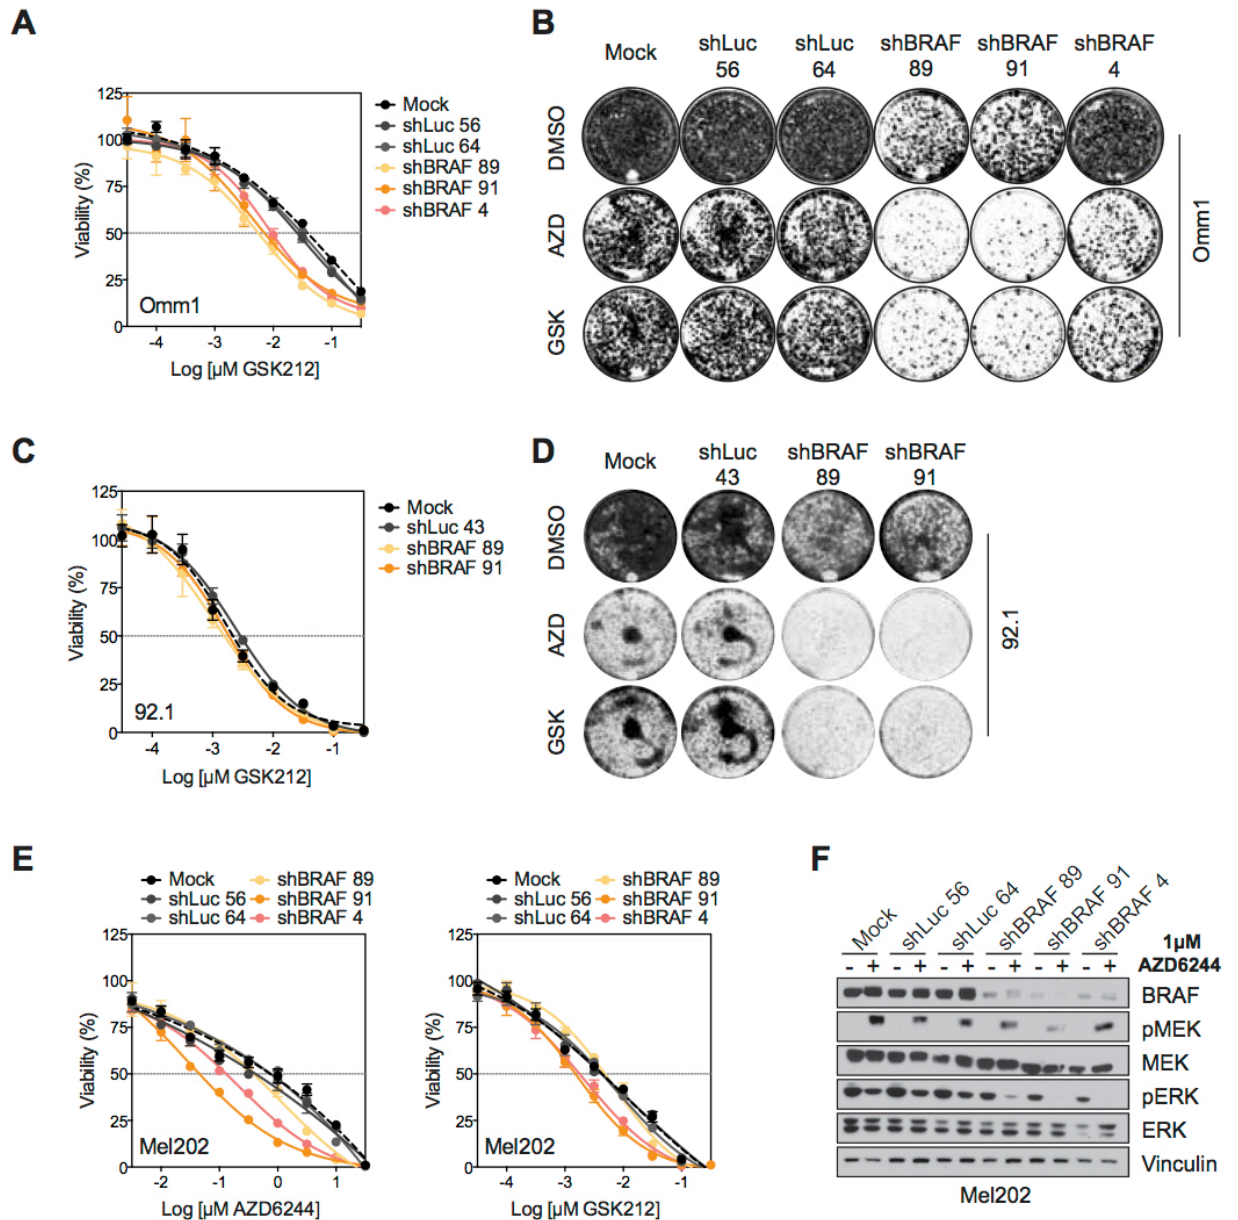 A
125
100
75
50
25
0
Viability (%)
Omm1
-4 -3 -2 -1
Log [µM GSK212]
Mock
shLuc 56
shLuc 64
shBRAF 89
shBRAF 91
shBRAF 4
B
Mock shLuc 56 shLuc 64 shBRAF 89 shBRAF 91 shBRAF 4
DMSO
AZD
GSK
Omm1
C
125
100
75
50
25
0
Viability (%)
92.1
-4 -3 -2 -1
Log [µM GSK212]
Mock
shLuc 43
shBRAF 89
shBRAF 91
D
Mock shLuc 43 shBRAF 89 shBRAF 91
DMSO
AZD
GSK
92.1
E
Mock shBRAF 89
shLuc 56 shBRAF 91
shLuc 64 shBRAF 4
125
100
75
50
25
0
Viability (%)
Mel202
-2 -1 0 1
Log [µM AZD6244]
Mock shBRAF 89
shLuc 56 shBRAF 91
shLuc 64 shBRAF 4
125
100
75
50
25
0
Viability (%)
Mel202
-4 -3 -2 -1
Log [µM GSK212]
F
Mock shLuc 56 shLuc 64 shBRAF 89 shBRAF 91 shBRAF 4
1µM
- + - + - + - + - + - + AZD6244
BRAF
pMEK
MEK
pERK
ERK
Vinculin
Mel202